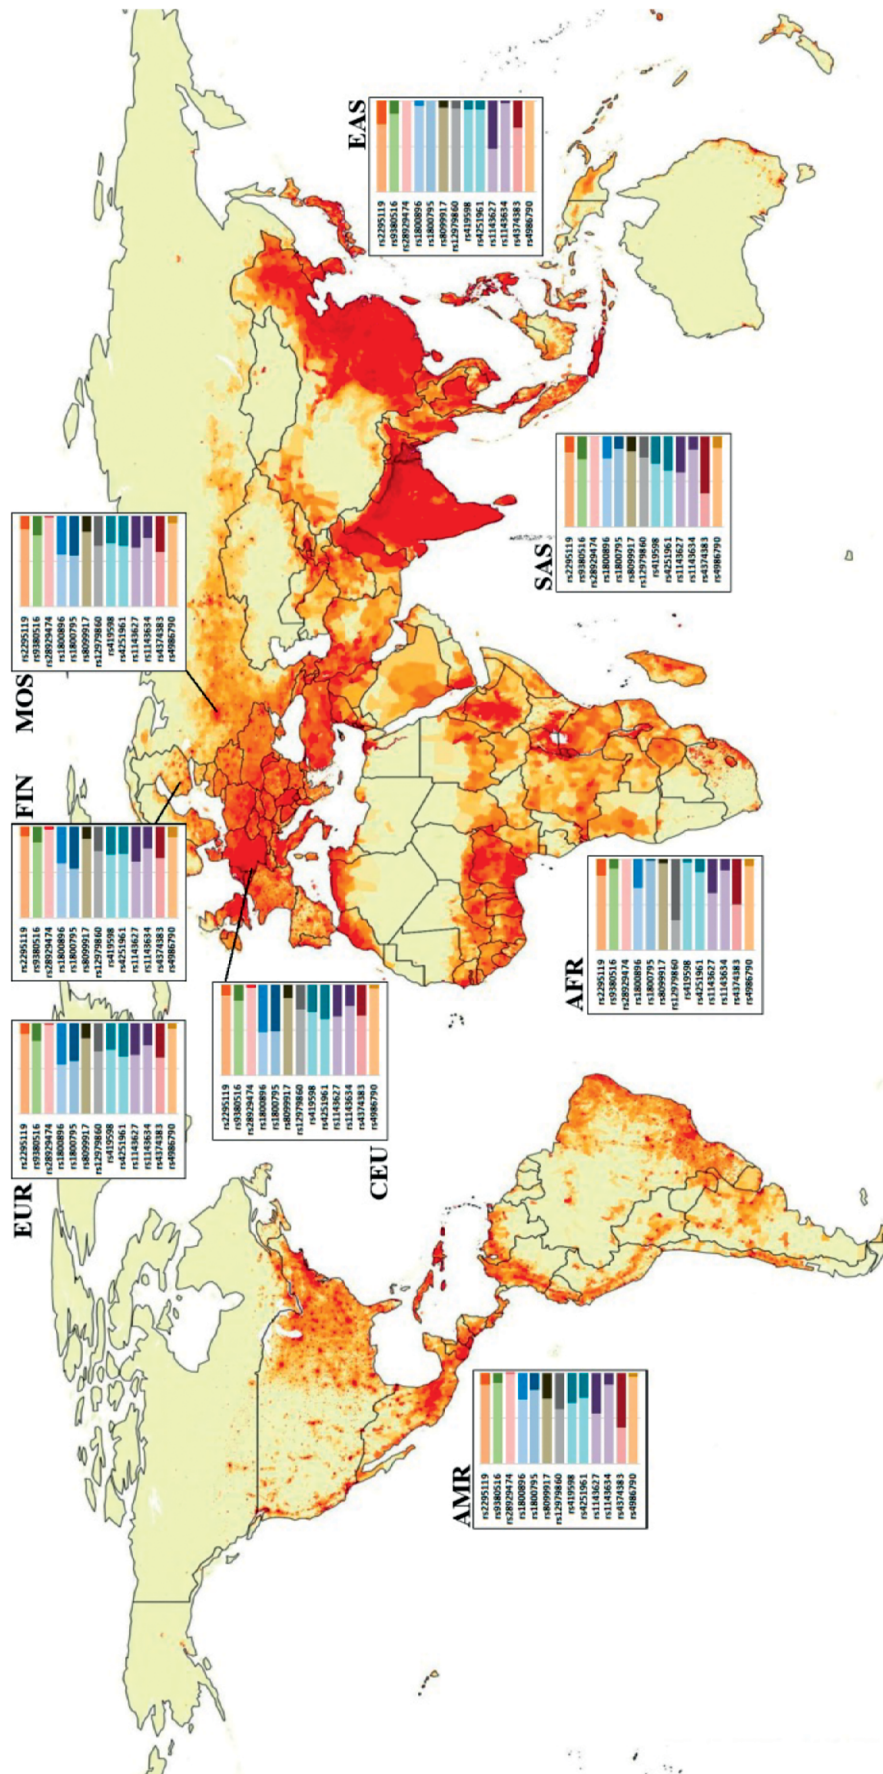 EUR
rs2295119
rs9380516
rs28929474
rs1800896
rs1800795
rs8099917
rs12979860
rs419598
rs4251961
rs1143627
rs1143634
rs4374383
rs4986790
FIN
rs2295119
rs9380516
rs28929474
rs1800896
rs1800795
rs8099917
rs12979860
rs419598
rs4251961
rs1143627
rs1143634
rs4374383
rs4986790
MOS
rs2295119
rs9380516
rs28929474
rs1800896
rs1800795
rs8099917
rs12979860
rs419598
rs4251961
rs1143627
rs1143634
rs4374383
rs4986790
CEU
rs2295119
rs9380516
rs28929474
rs1800896
rs1800795
rs8099917
rs12979860
rs419598
rs4251961
rs1143627
rs1143634
rs4374383
rs4986790
EAS
rs2295119
rs9380516
rs28929474
rs1800896
rs1800795
rs8099917
rs12979860
rs419598
rs4251961
rs1143627
rs1143634
rs4374383
rs4986790
AMR
rs2295119
rs9380516
rs28929474
rs1800896
rs1800795
rs8099917
rs12979860
rs419598
rs4251961
rs1143627
rs1143634
rs4374383
rs4986790
AFR
rs2295119
rs9380516
rs28929474
rs1800896
rs1800795
rs8099917
rs12979860
rs419598
rs4251961
rs1143627
rs1143634
rs4374383
rs4986790
SAS
rs2295119
rs9380516
rs28929474
rs1800896
rs1800795
rs8099917
rs12979860
rs419598
rs4251961
rs1143627
rs1143634
rs4374383
rs4986790